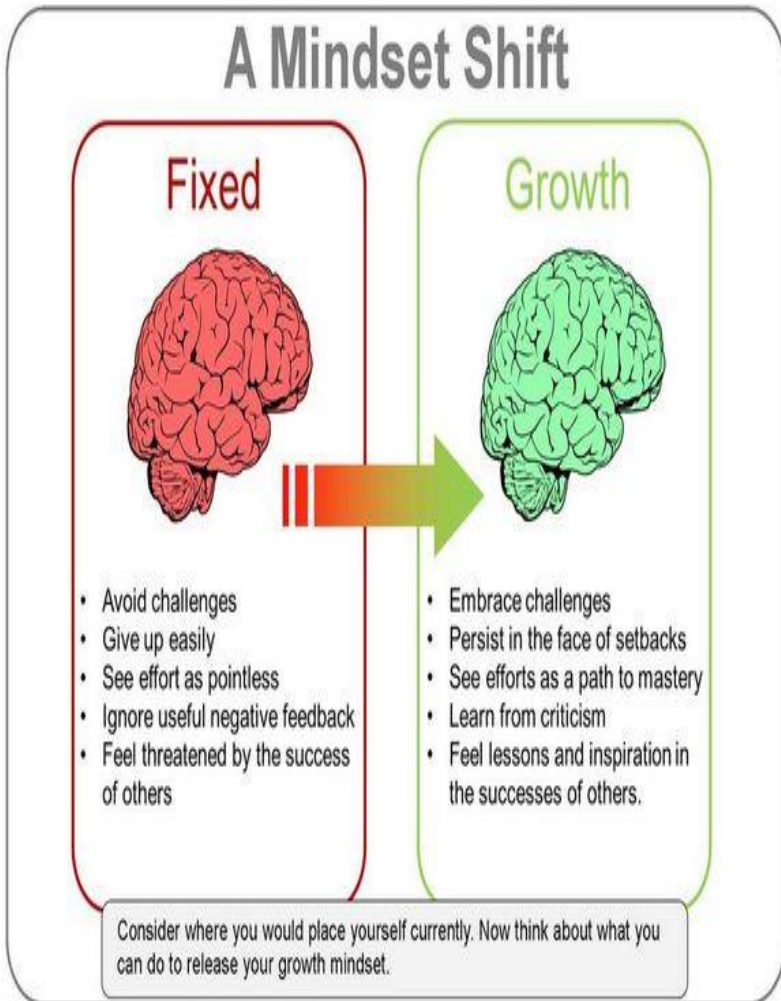 A Mindset Shift
Fixed
• Avoid challenges
• Give up easily
• See effort as pointless
• Ignore useful negative feedback
• Feel threatened by the success
of others
Growth
• Embrace challenges
• Persist in the face of setbacks
• See efforts as a path to mastery
• Learn from criticism
• Feel lessons and inspiration in
the successes of others.
Consider where you would place yourself currently. Now think about what you
can do to release your growth mindset.